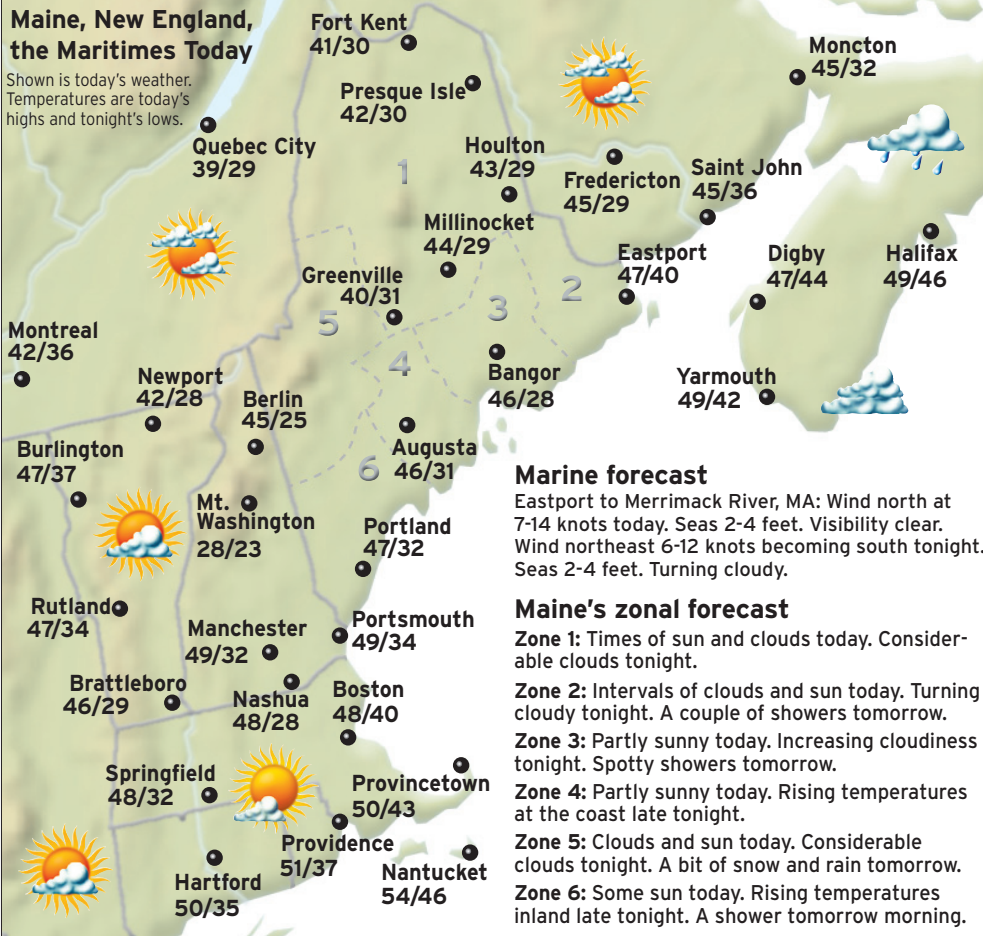 Maine, New England,
the Maritimes Today
Shown is today's weather.
Temperatures are today's
highs and tonight's lows.
Fort Kent
41/30
Presque Isle
42/30
Moncton
45/32
Quebec City
39/29
1
Houlton
43/29
Fredericton
45/29
Saint John
45/36
Millinocket
44/29
Greenville
40/31
Eastport
47/40
Digby
47/44
Halifax
49/46
2
3
5
4
Montreal
42/36
Newport
42/28
Berlin
45/25
Bangor
46/28
Yarmouth
49/42
Burlington
47/37
Augusta
46/31
6
Mt.
Washington
28/23
Portland
47/32
Rutland
47/34
Manchester
49/32
Portsmouth
49/34
Brattleboro
46/29
Nashua
48/28
Boston
48/40
Springfield
48/32
Provincetown
50/43
Providence
51/37
Hartford
50/35
Nantucket
54/46
Marine forecast
Eastport to Merrimack River, MA: Wind north at
7-14 knots today. Seas 2-4 feet. Visibility clear.
Wind northeast 6-12 knots becoming south tonight.
Seas 2-4 feet. Turning cloudy.
Maine's zonal forecast
Zone 1: Times of sun and clouds today. Consider-
able clouds tonight.
Zone 2: Intervals of clouds and sun today. Turning
cloudy tonight. A couple of showers tomorrow.
Zone 3: Partly sunny today. Increasing cloudiness
tonight. Spotty showers tomorrow.
Zone 4: Partly sunny today. Rising temperatures
at the coast late tonight.
Zone 5: Clouds and sun today. Considerable
clouds tonight. A bit of snow and rain tomorrow.
Zone 6: Some sun today. Rising temperatures
inland late tonight. A shower tomorrow morning.